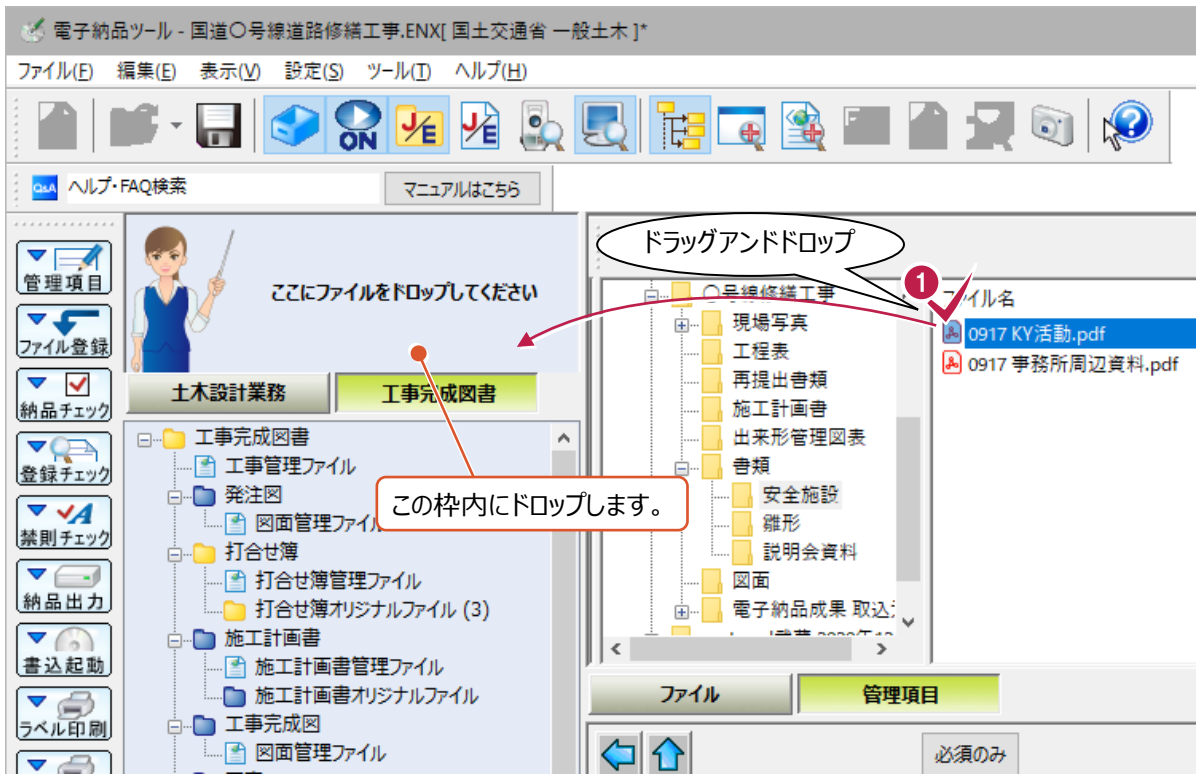 電子納品ツール - 国道〇号線道路修繕工事.ENX[ 国土交通省 一般土木 ]*
ファイル(F) 編集(E) 表示(V) 設定(S) ツール(T) ヘルプ(H)
ON
J/E
J/E
Q&A ヘルプ・FAQ検索
マニュアルはこちら
管理項目
ファイル登録
納品チェック
登録チェック
禁則チェック
納品出力
書込起動
ラベル印刷
ここにファイルをドロップしてください
土木設計業務
工事完成図書
工事完成図書
工事管理ファイル
発注図
図面管理ファイル
打合せ簿
打合せ簿管理ファイル
打合せ簿オリジナルファイル (3)
施工計画書
施工計画書管理ファイル
施工計画書オリジナルファイル
工事完成図
図面管理ファイル
この枠内にドロップします。
ドラッグアンドドロップ
1
〇号線修繕工事
現場写真
工程表
再提出書類
施工計画書
出来形管理図表
書類
安全施設
雛形
説明会資料
図面
電子納品成果 取込
ファイル名
0917 KY活動.pdf
0917 事務所周辺資料.pdf
ファイル
管理項目
必須のみ